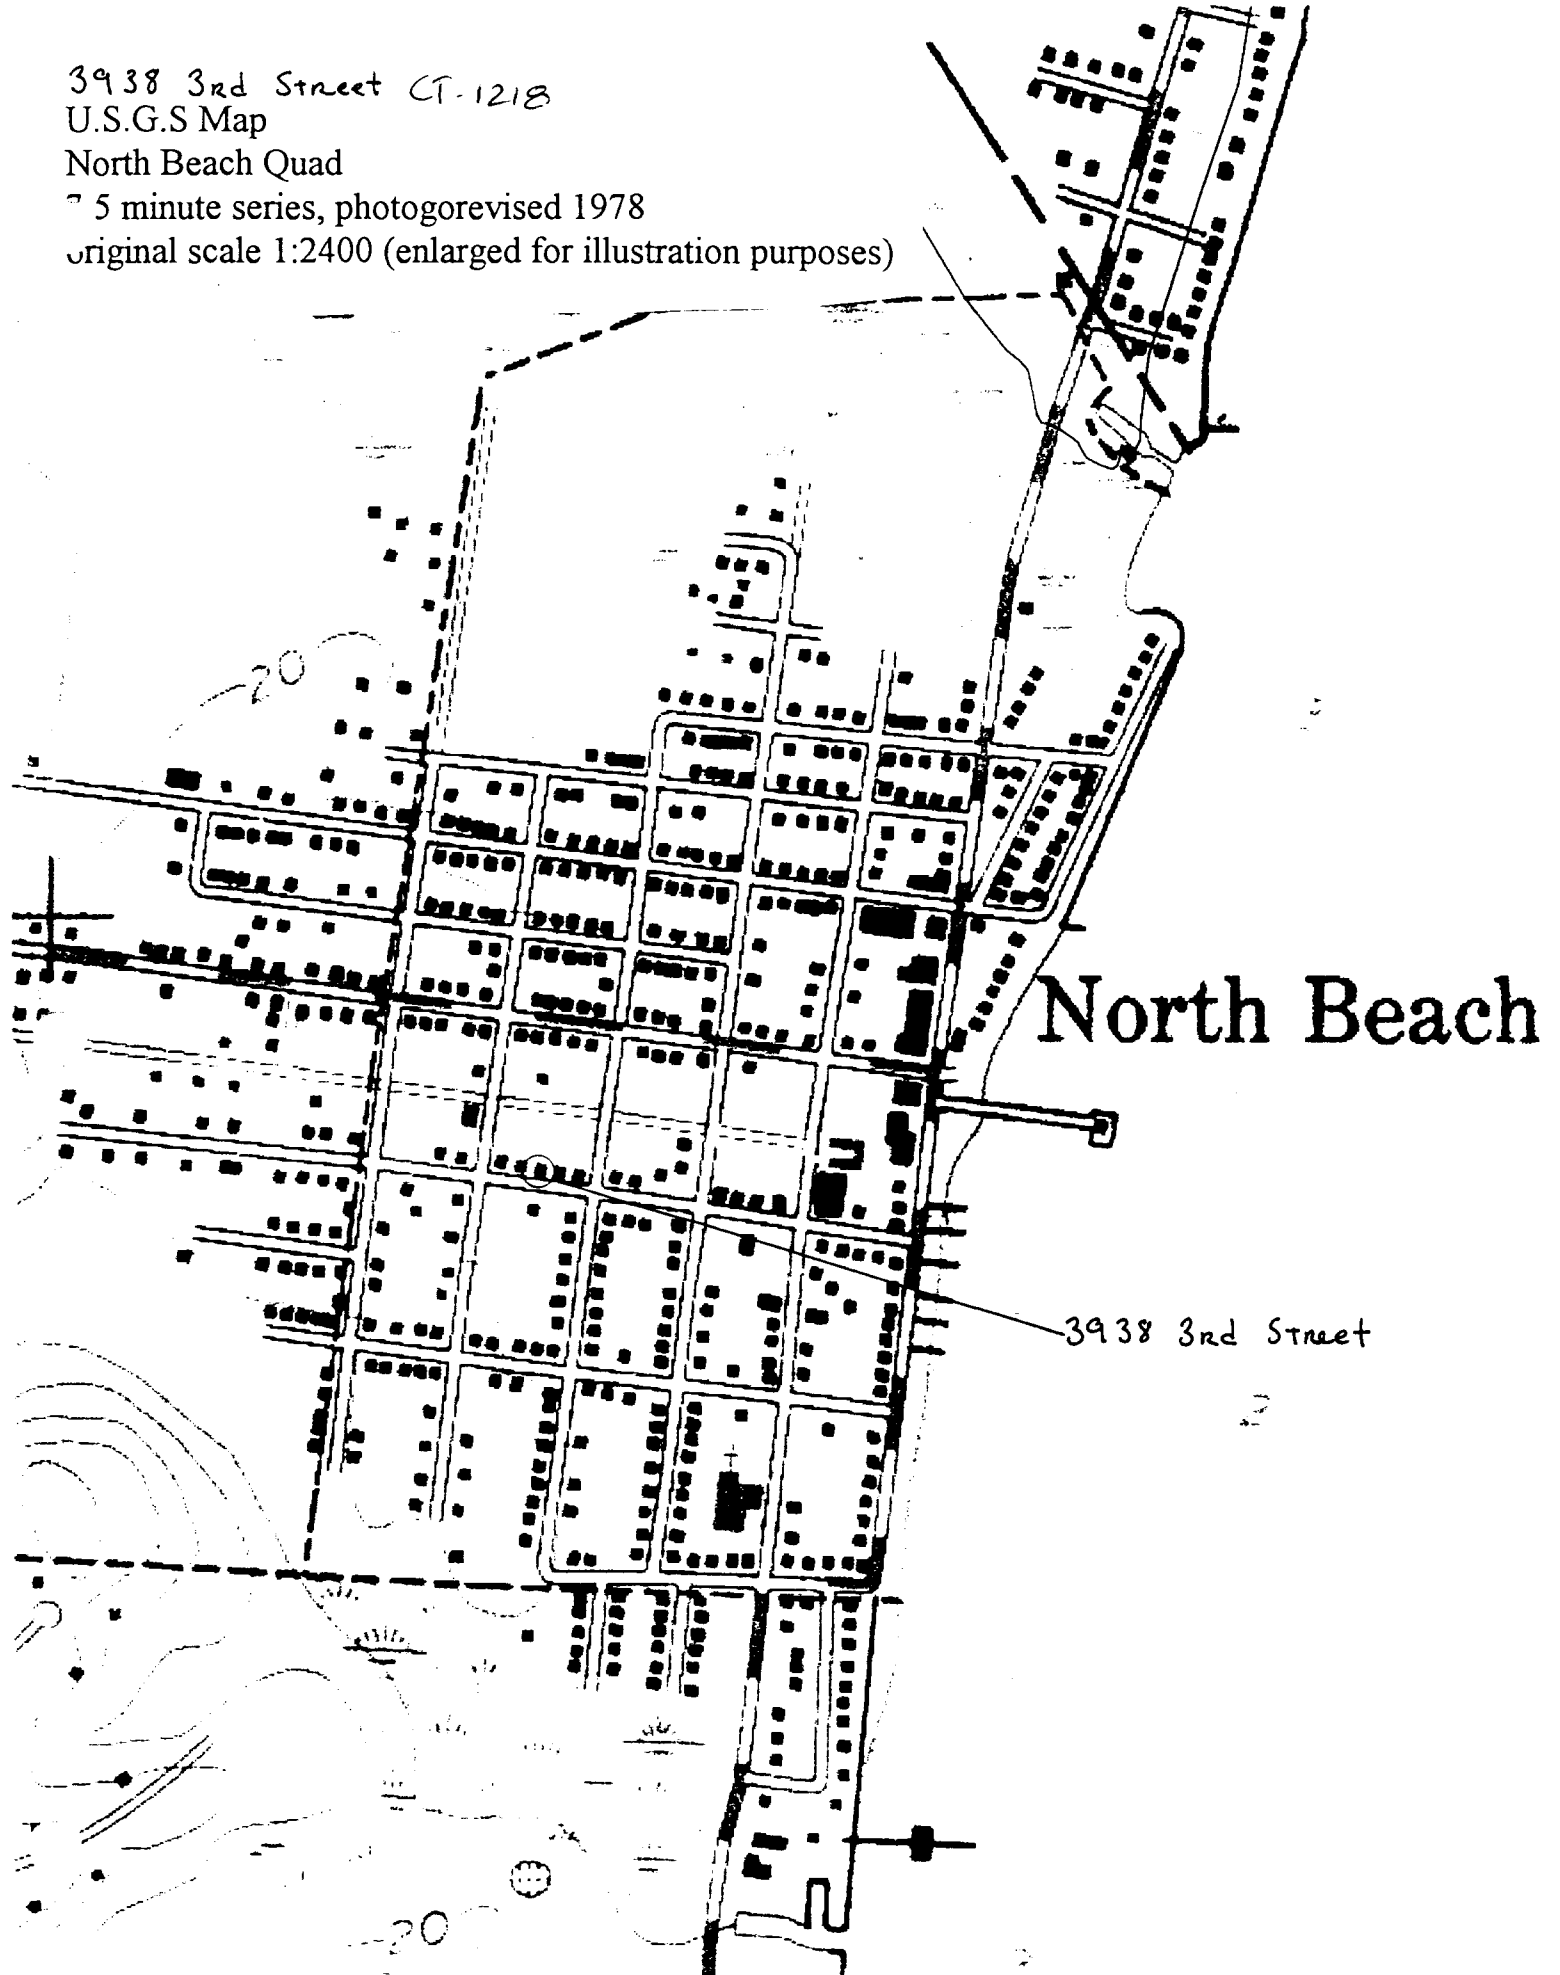 3938 3rd Street CT-1218
U.S.G.S Map
North Beach Quad
5 minute series, photogorevised 1978
original scale 1:2400 (enlarged for illustration purposes)
20
North Beach
3938 3rd Street
2
20